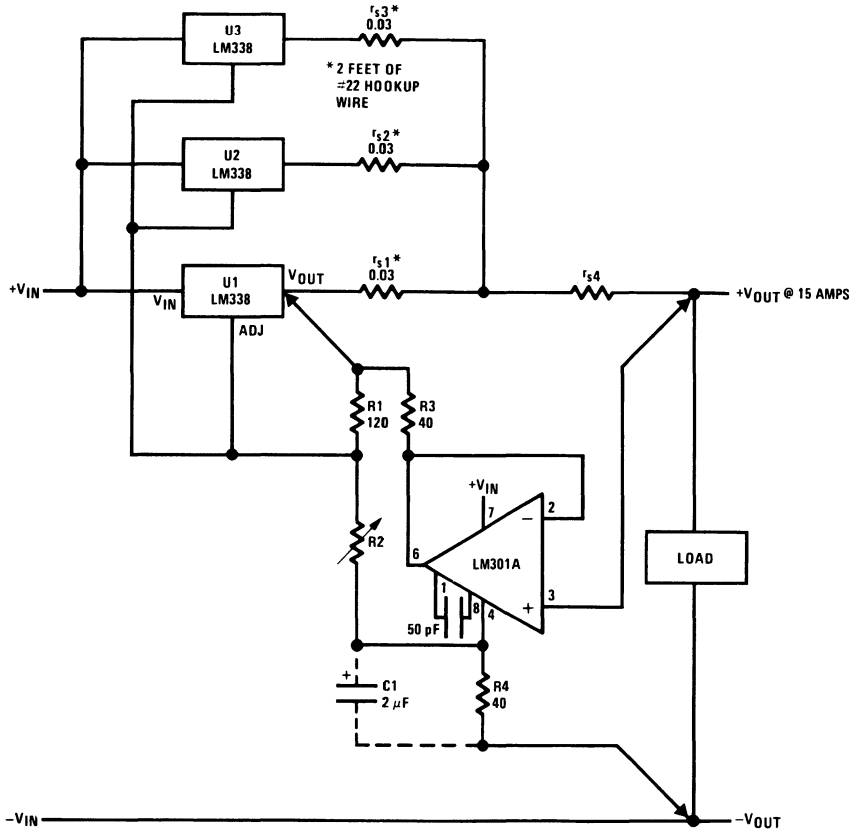 U3
LM338
rs3*
0.03
*2 FEET OF
#22 HOOKUP
WIRE
U2
LM338
rs2*
0.03
+VIN
VIN
U1
LM338
VOUT
ADJ
rs1*
0.03
rs4
+VOUT @ 15 AMPS
R1
120
R3
40
+VIN
7
2
−
R2
6
LM301A
LOAD
1
8
4
+
3
50 pF
+
C1
2 μF
R4
40
−VIN
−VOUT